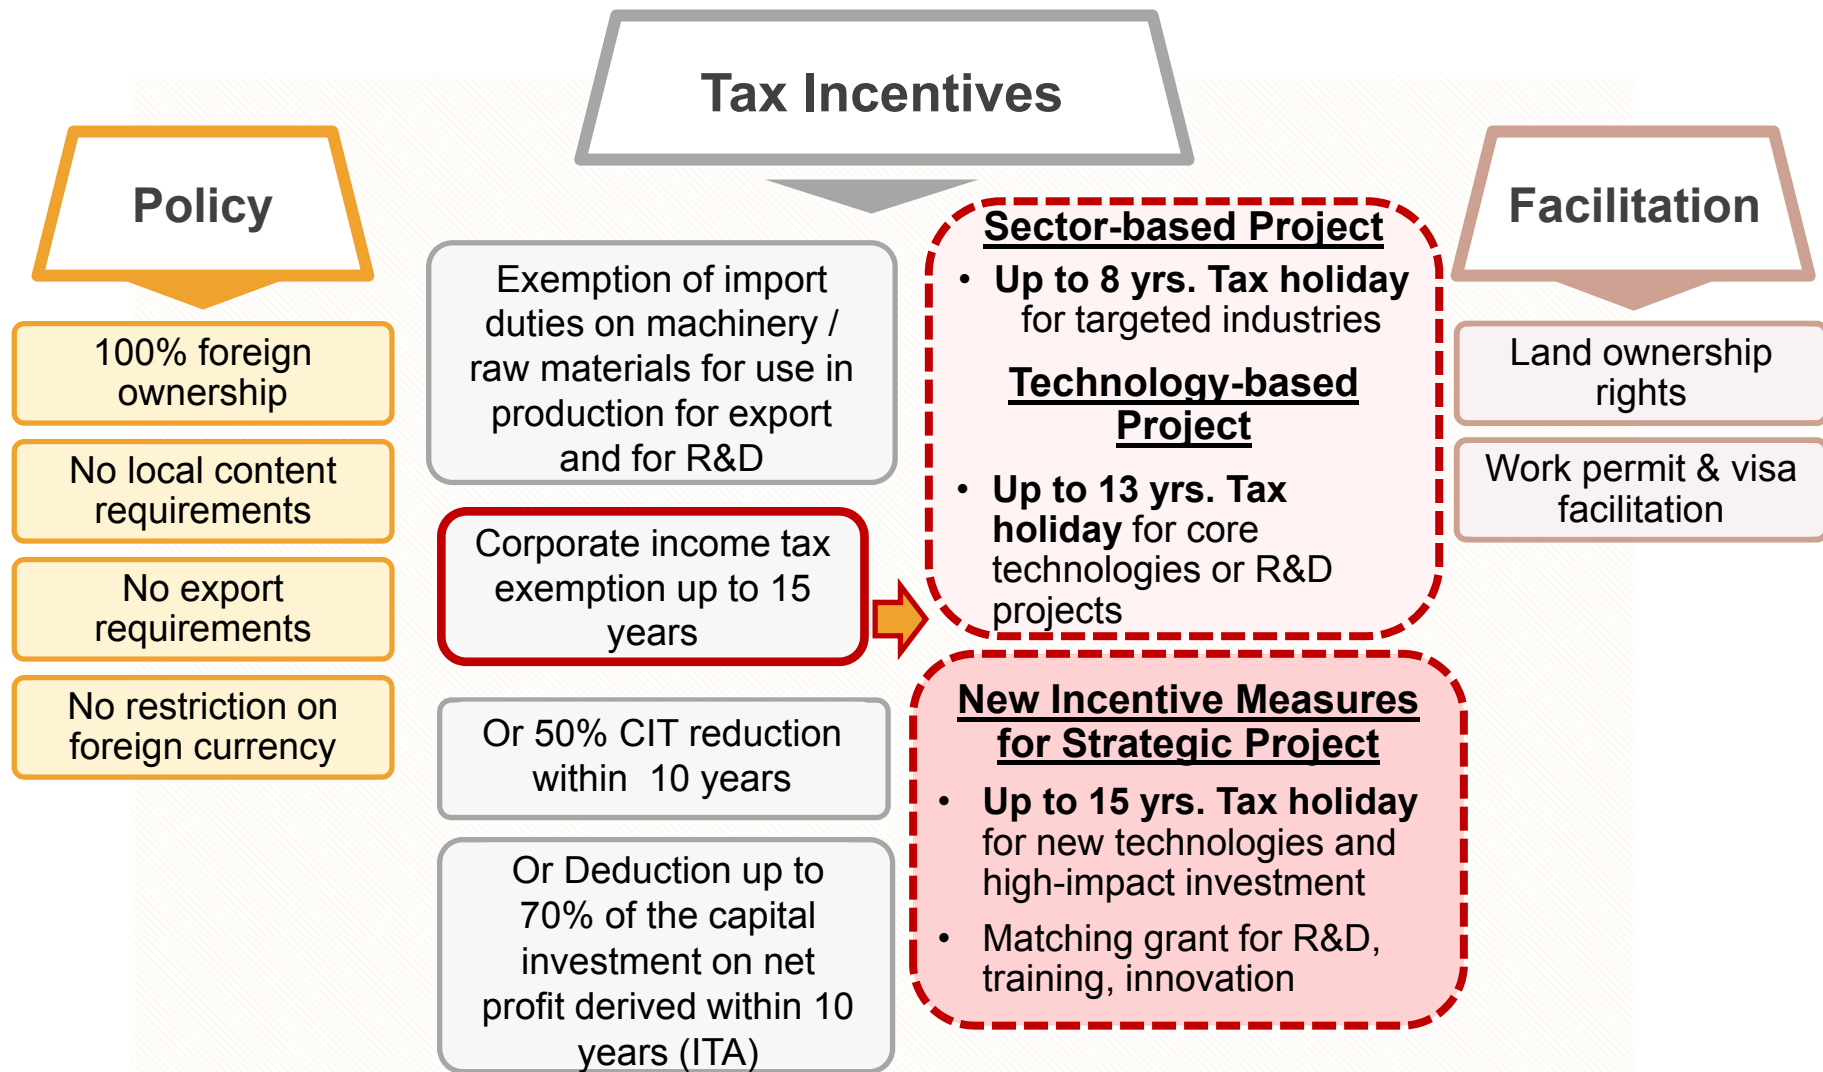 Tax Incentives
Policy
100% foreign
ownership
No local content
requirements
No export
requirements
No restriction on
foreign currency
Exemption of import
duties on machinery /
raw materials for use in
production for export
and for R&D
Corporate income tax
exemption up to 15
years
Or 50% CIT reduction
within 10 years
Or Deduction up to
70% of the capital
investment on net
profit derived within 10
years (ITA)
Sector-based Project
• Up to 8 yrs. Tax holiday
for targeted industries
Technology-based
Project
• Up to 13 yrs. Tax
holiday for core
technologies or R&D
projects
New Incentive Measures
for Strategic Project
• Up to 15 yrs. Tax holiday
for new technologies and
high-impact investment
• Matching grant for R&D,
training, innovation
Facilitation
Land ownership
rights
Work permit & visa
facilitation